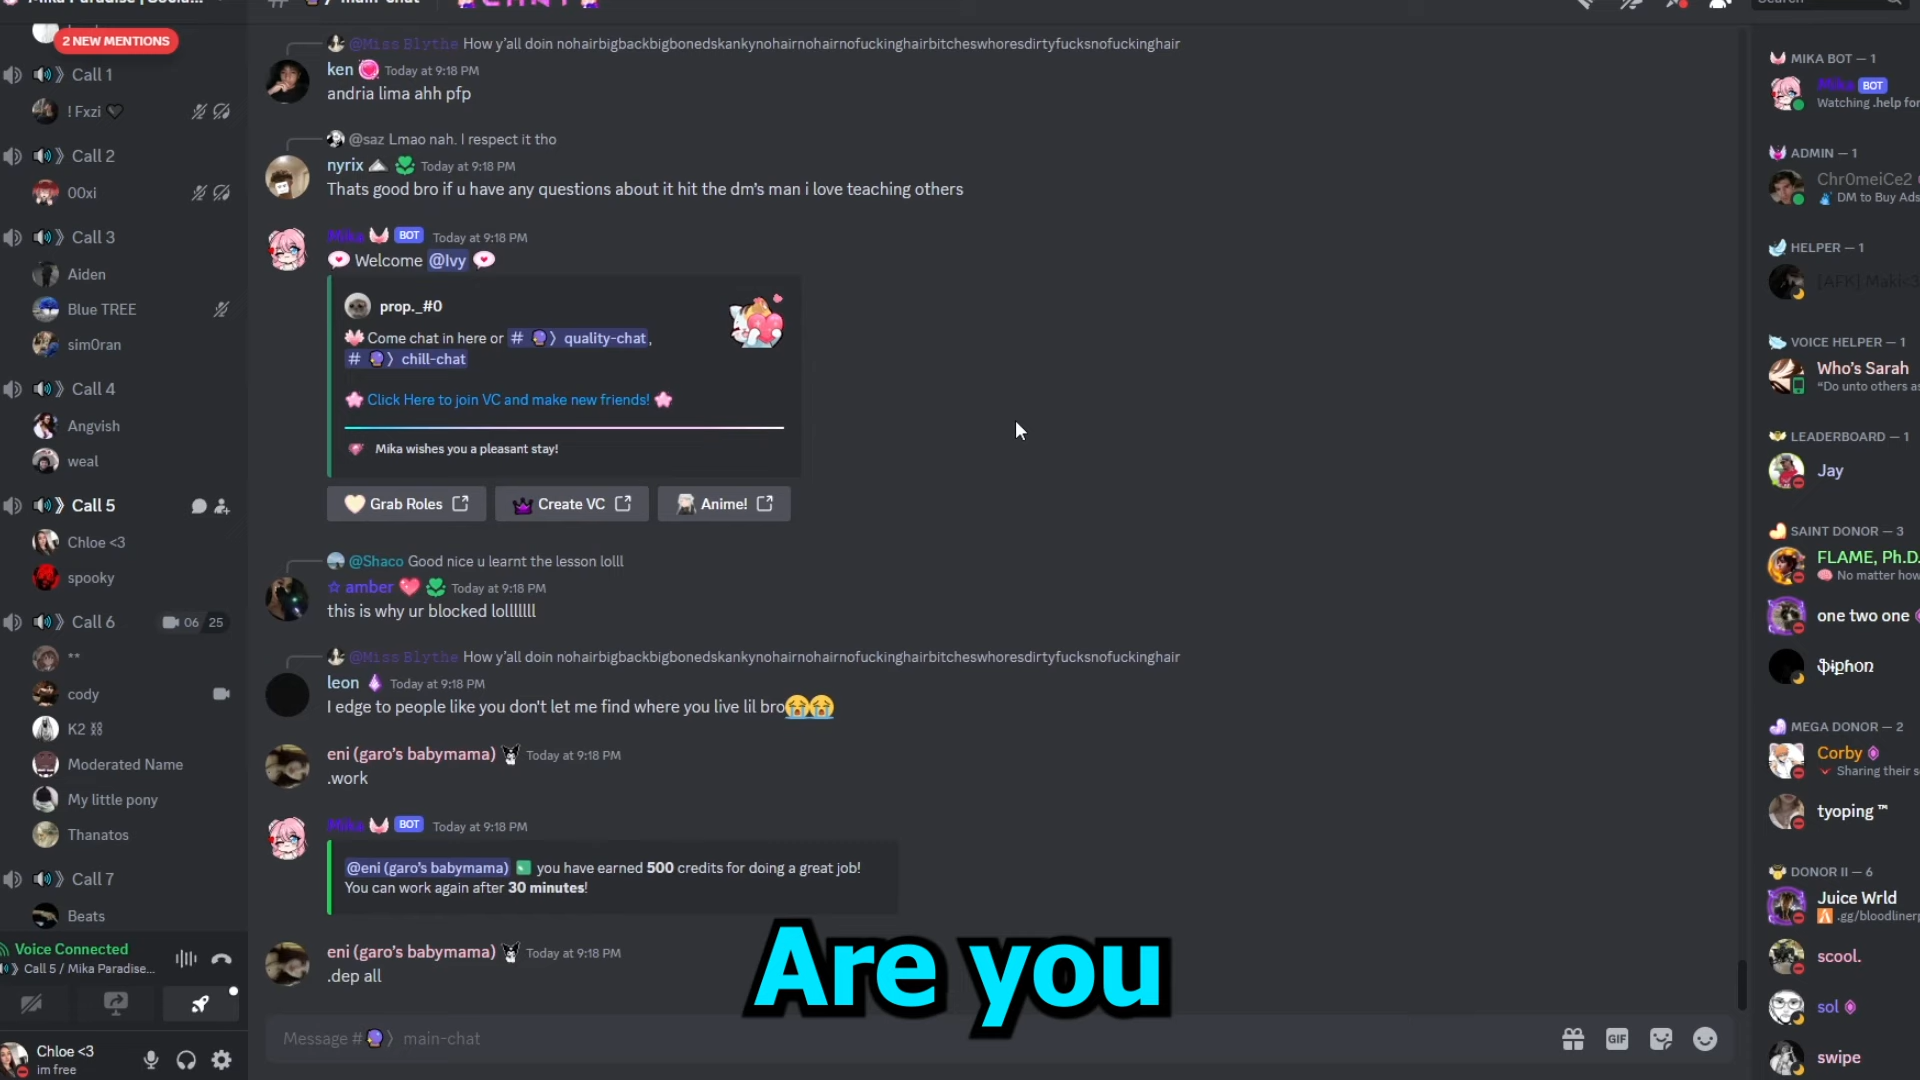 2 NEW MENTIONS
Call 1
! Fxzi
Call 2
00xi
Call 3
Aiden
Blue TREE
sim0ran
Call 4
Angvish
weal
Call 5
Chloe <3
spooky
Call 6
06 25
**
cody
K2
Moderated Name
My little pony
Thanatos
Call 7
Beats
Voice Connected
Call 5 / Mika Paradise...
Chloe <3
im free
main-chat
@Miss Blythe How y'all doin nohairbigbackbigbonedskankynohairnohairnofuckinghairbitcheswhoresdirtyfucksnofuckinghair
ken Today at 9:18 PM
andria lima ahh pfp
@saz Lmao nah. I respect it tho
nyrix Today at 9:18 PM
Thats good bro if u have any questions about it hit the dm's man i love teaching others
Mika BOT Today at 9:18 PM
Welcome @Ivy
prop._#0
Come chat in here or # quality-chat,
# chill-chat
Click Here to join VC and make new friends!
Mika wishes you a pleasant stay!
Grab Roles Create VC Anime!
@Shaco Good nice u learnt the lesson lolll
☆ amber Today at 9:18 PM
this is why ur blocked lolllllll
@Miss Blythe How y'all doin nohairbigbackbigbonedskankynohairnohairnofuckinghairbitcheswhoresdirtyfucksnofuckinghair
leon Today at 9:18 PM
I edge to people like you don't let me find where you live lil bro😭😭
eni (garo's babymama) Today at 9:18 PM
.work
Mika BOT Today at 9:18 PM
@eni (garo's babymama) you have earned 500 credits for doing a great job!
You can work again after 30 minutes!
eni (garo's babymama) Today at 9:18 PM
.dep all
Are you
Message # main-chat
GIF
MIKA BOT — 1
Mika BOT
Watching .help for
ADMIN — 1
Chr0meiCe2
DM to Buy Ads
HELPER — 1
[AFK] Maki<3
VOICE HELPER — 1
Who's Sarah
"Do unto others as
LEADERBOARD — 1
Jay
SAINT DONOR — 3
FLAME, Ph.D.
No matter how
one two one
MEGA DONOR — 2
Corby
Sharing their s
tyoping ™
DONOR II — 6
Juice Wrld
.gg/bloodliner
scool.
sol
swipe